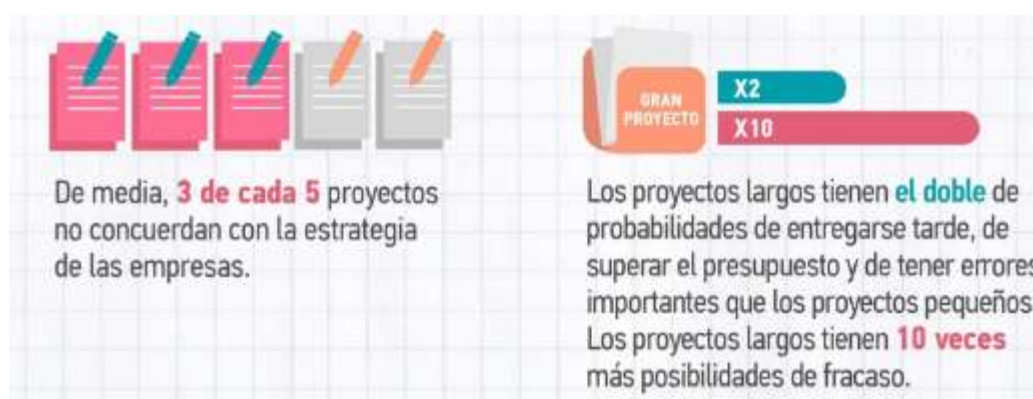 De media, 3 de cada 5 proyectos
no concuerdan con la estrategia
de las empresas.
GRAN
PROYECTO
X2
X10
Los proyectos largos tienen el doble de
probabilidades de entregarse tarde, de
superar el presupuesto y de tener errores
importantes que los proyectos pequeños
Los proyectos largos tienen 10 veces
más posibilidades de fracaso.